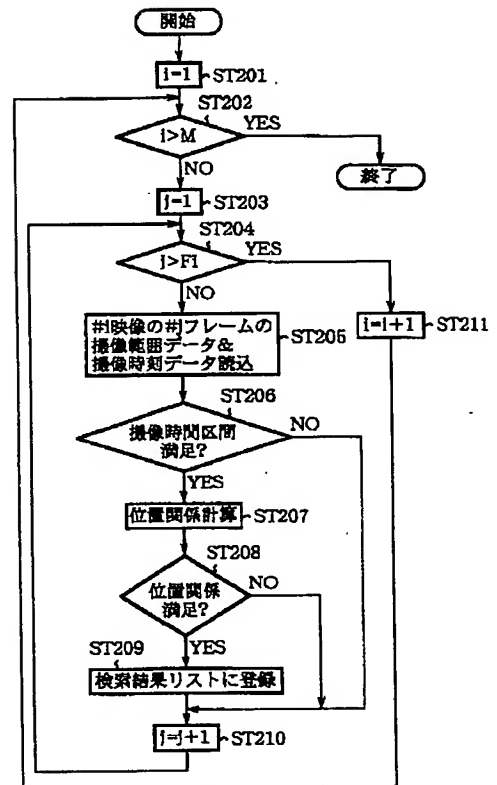 開始
i=1
ST201
ST202
i>M
YES
NO
終了
j=1
ST203
ST204
j>Fi
YES
NO
#i映像の#jフレームの
撮像範囲データ&
撮像時刻データ読込
ST205
i=i+1
ST211
ST206
撮像時間区間
満足?
NO
YES
位置関係計算
ST207
ST208
位置関係
満足?
NO
YES
ST209
検索結果リストに登録
j=j+1
ST210